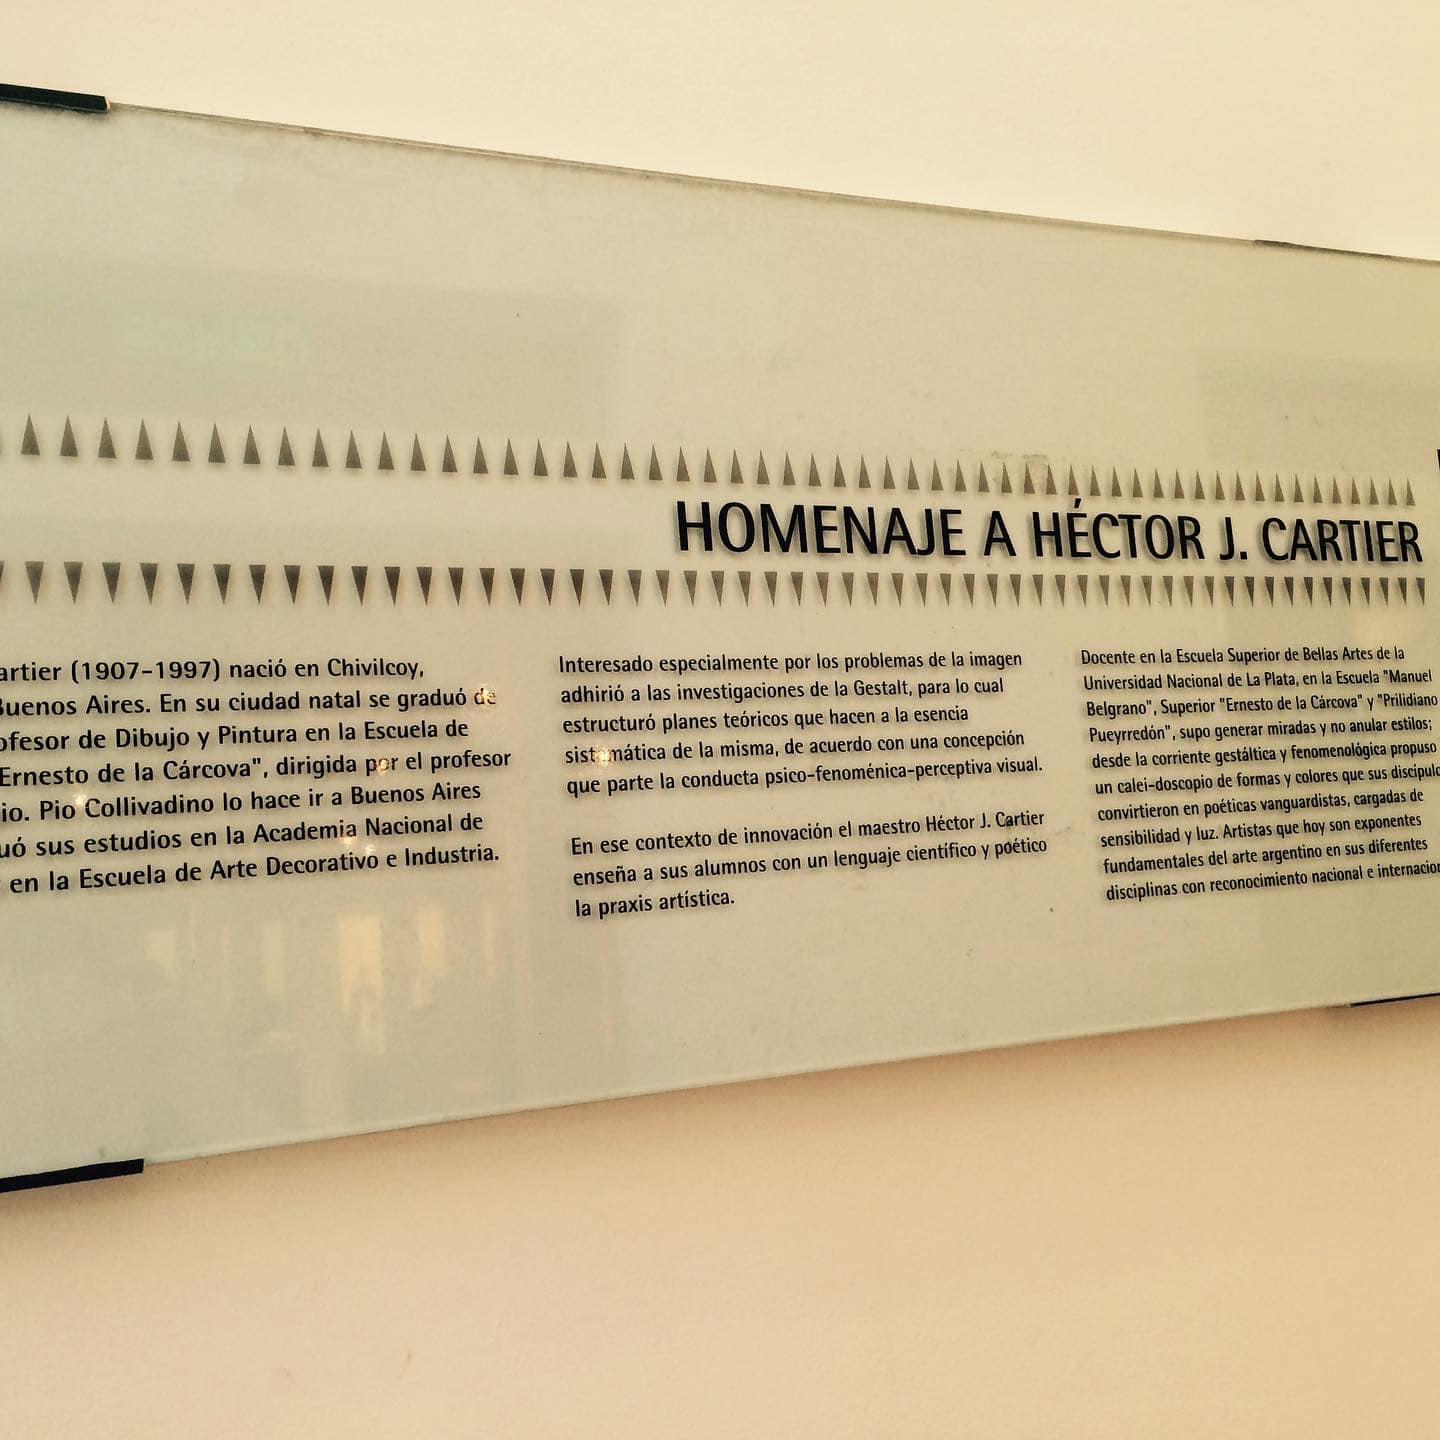 HOMENAJE A HÉCTOR J. CARTIER
artier (1907-1997) nació en Chivilcoy,
Buenos Aires. En su ciudad natal se graduó de
ofesor de Dibujo y Pintura en la Escuela de
Ernesto de la Cárcova", dirigida por el profesor
io. Pio Collivadino lo hace ir a Buenos Aires
uó sus estudios en la Academia Nacional de
en la Escuela de Arte Decorativo e Industria.
Interesado especialmente por los problemas de la imagen
adhirió a las investigaciones de la Gestalt, para lo cual
estructuró planes teóricos que hacen a la esencia
sistemática de la misma, de acuerdo con una concepción
que parte la conducta psico-fenoménica-perceptiva visual.
En ese contexto de innovación el maestro Héctor J. Cartier
enseña a sus alumnos con un lenguaje científico y poético
la praxis artística.
Docente en la Escuela Superior de Bellas Artes de la
Universidad Nacional de La Plata, en la Escuela "Manuel
Belgrano", Superior "Ernesto de la Cárcova" y "Prilidiano
Pueyrredón", supo generar miradas y no anular estilos;
desde la corriente gestáltica y fenomenológica propuso
un calei-doscopio de formas y colores que sus discipulo
convirtieron en poéticas vanguardistas, cargadas de
sensibilidad y luz. Artistas que hoy son exponentes
fundamentales del arte argentino en sus diferentes
disciplinas con reconocimiento nacional e internacion